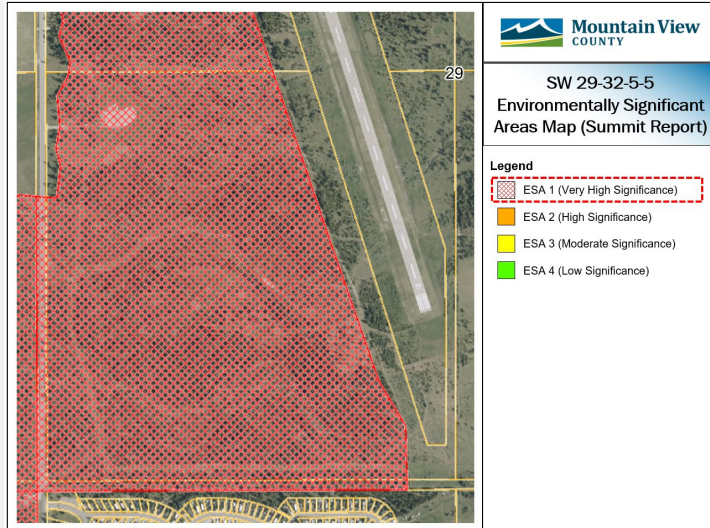 29
Mountain View
COUNTY
SW 29-32-5-5
Environmentally Significant
Areas Map (Summit Report)
Legend
ESA 1 (Very High Significance)
ESA 2 (High Significance)
ESA 3 (Moderate Significance)
ESA 4 (Low Significance)